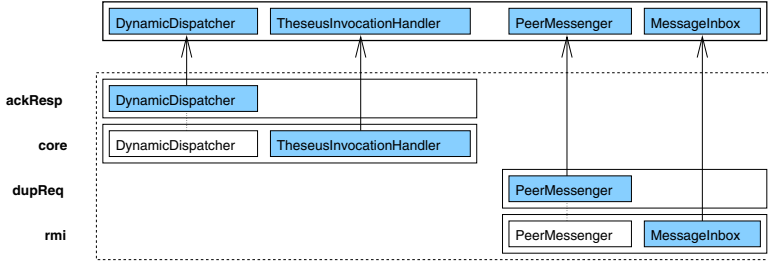 DynamicDispatcher TheseusInvocationHandler PeerMessenger MessageInbox
ackResp DynamicDispatcher
core DynamicDispatcher TheseusInvocationHandler
dupReq PeerMessenger
rmi PeerMessenger MessageInbox